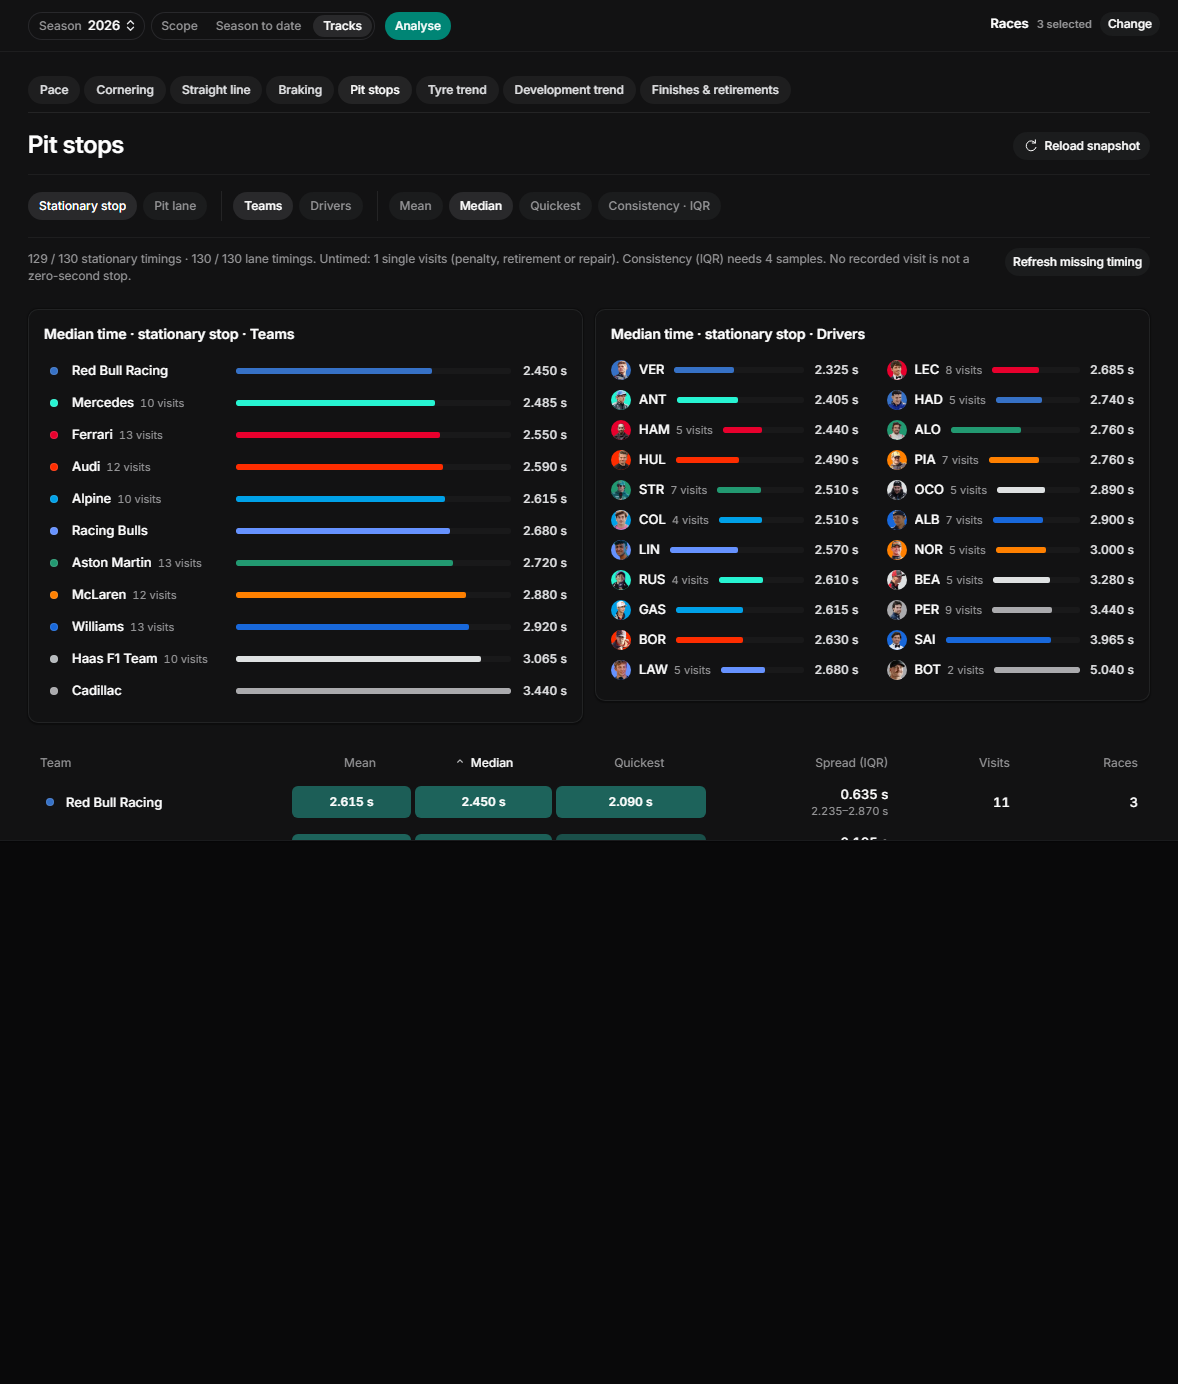 Season 2026 Scope Season to date Tracks Analyse Races 3 selected Change
Pace Cornering Straight line Braking Pit stops Tyre trend Development trend Finishes & retirements
Pit stops Reload snapshot
Stationary stop Pit lane Teams Drivers Mean Median Quickest Consistency · IQR
129 / 130 stationary timings · 130 / 130 lane timings. Untimed: 1 single visits (penalty, retirement or repair). Consistency (IQR) needs 4 samples. No recorded visit is not a
zero-second stop.
Refresh missing timing
Median time · stationary stop · Teams
Red Bull Racing 2.450 s
Mercedes 10 visits 2.485 s
Ferrari 13 visits 2.550 s
Audi 12 visits 2.590 s
Alpine 10 visits 2.615 s
Racing Bulls 2.680 s
Aston Martin 13 visits 2.720 s
McLaren 12 visits 2.880 s
Williams 13 visits 2.920 s
Haas F1 Team 10 visits 3.065 s
Cadillac 3.440 s
Median time · stationary stop · Drivers
VER 2.325 s
ANT 2.405 s
HAM 5 visits 2.440 s
HUL 2.490 s
STR 7 visits 2.510 s
COL 4 visits 2.510 s
LIN 2.570 s
RUS 4 visits 2.610 s
GAS 2.615 s
BOR 2.630 s
LAW 5 visits 2.680 s
LEC 8 visits 2.685 s
HAD 5 visits 2.740 s
ALO 2.760 s
PIA 7 visits 2.760 s
OCO 5 visits 2.890 s
ALB 7 visits 2.900 s
NOR 5 visits 3.000 s
BEA 5 visits 3.280 s
PER 9 visits 3.440 s
SAI 3.965 s
BOT 2 visits 5.040 s
Team Mean Median Quickest Spread (IQR) Visits Races
Red Bull Racing 2.615 s 2.450 s 2.090 s 0.635 s 11 3
2.235–2.870 s